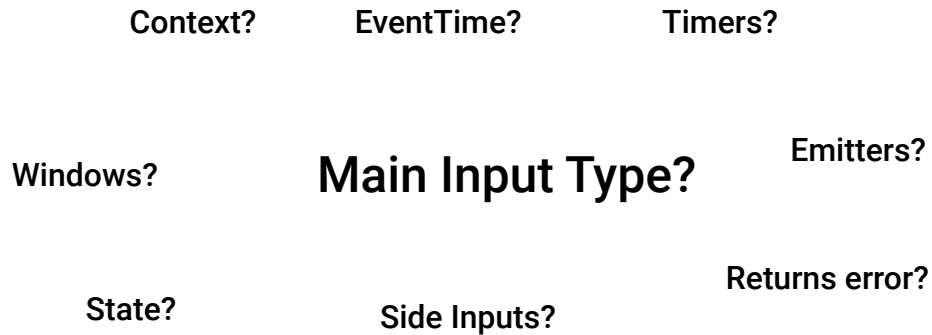 Context?
EventTime?
Timers?
Emitters?
Windows?
Main Input Type?
Returns error?
State?
Side Inputs?